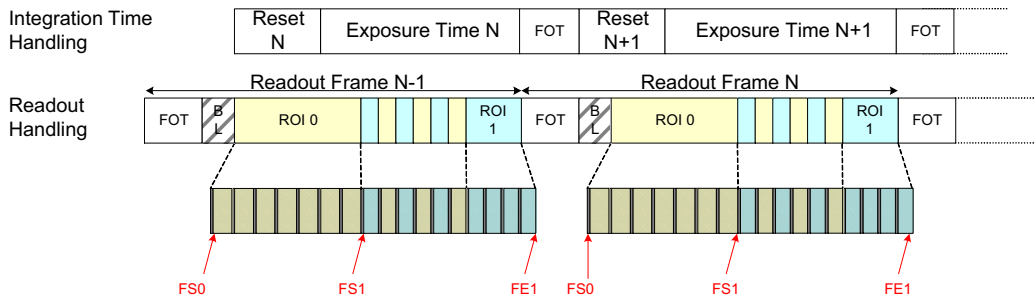 Integration Time
Handling
Reset
N
Exposure Time N
FOT
Reset
N+1
Exposure Time N+1
FOT
Readout Frame N-1
Readout Frame N
Readout
Handling
FOT
B
L
ROI 0
ROI
1
FOT
B
L
ROI 0
ROI
1
FOT
FS0
FS1
FE1
FS0
FS1
FE1